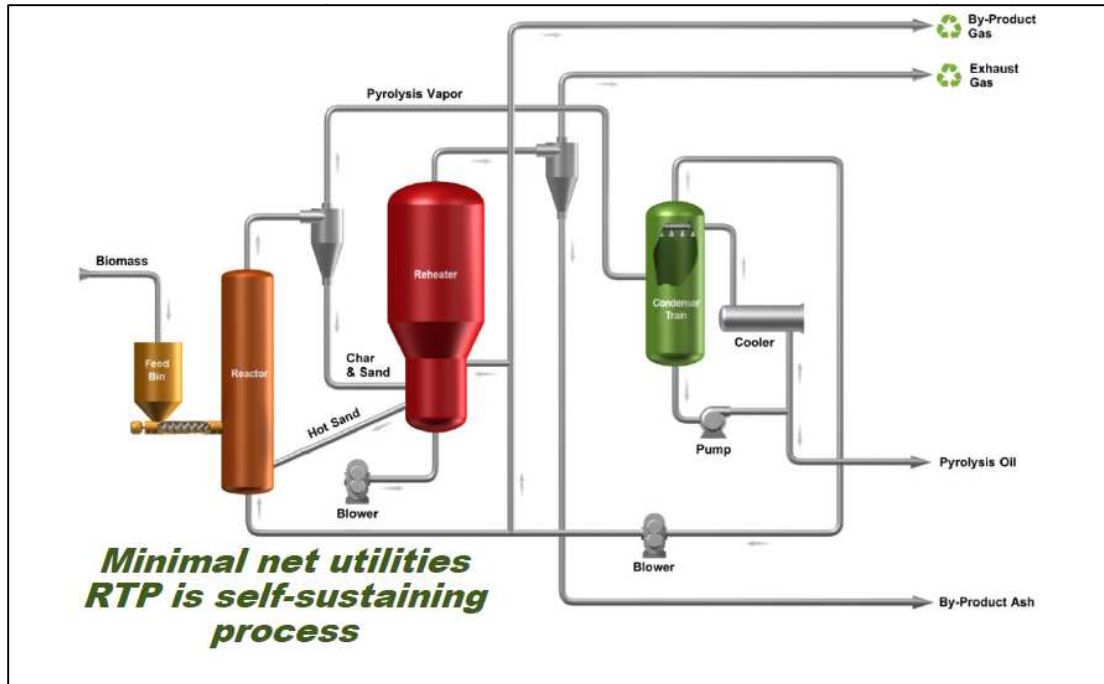 By-Product
Gas
Exhaust
Gas
Pyrolysis Vapor
Biomass
Reheater
Feed
Bin
Reactor
Char
& Sand
Hot Sand
Condenser
Train
Cooler
Pump
Pyrolysis Oil
Blower
Blower
Minimal net utilities
RTP is self-sustaining
process
By-Product Ash